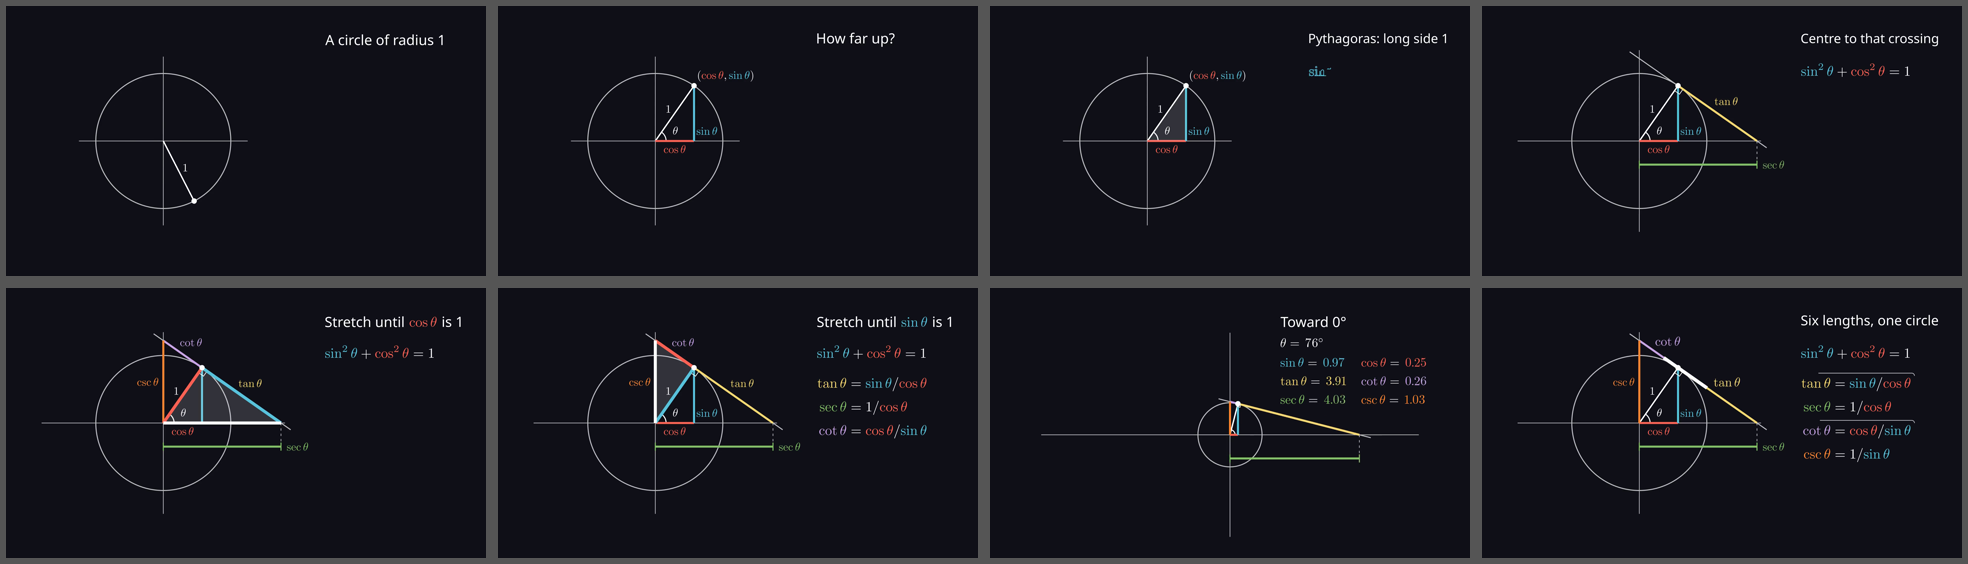 A circle of radius 1
1
How far up?
(cos θ, sin θ)
1
θ
sin θ
cos θ
Pythagoras: long side 1
(cos θ, sin θ)
1
θ
sin θ
cos θ
Centre to that crossing
sin² θ + cos² θ = 1
tan θ
1
θ
sin θ
cos θ
sec θ
Stretch until cos θ is 1
sin² θ + cos² θ = 1
cot θ
csc θ
1
tan θ
θ
cos θ
sec θ
Stretch until sin θ is 1
sin² θ + cos² θ = 1
cot θ
csc θ
1
tan θ
tan θ = sin θ/cos θ
θ
sin θ
sec θ = 1/cos θ
cos θ
cot θ = cos θ/sin θ
sec θ
Toward 0°
θ = 76°
sin θ = 0.97 cos θ = 0.25
tan θ = 3.91 cot θ = 0.26
sec θ = 4.03 csc θ = 1.03
Six lengths, one circle
sin² θ + cos² θ = 1
cot θ
csc θ
1
tan θ
tan θ = sin θ/cos θ
θ
sin θ
sec θ = 1/cos θ
cos θ
cot θ = cos θ/sin θ
sec θ
csc θ = 1/sin θ